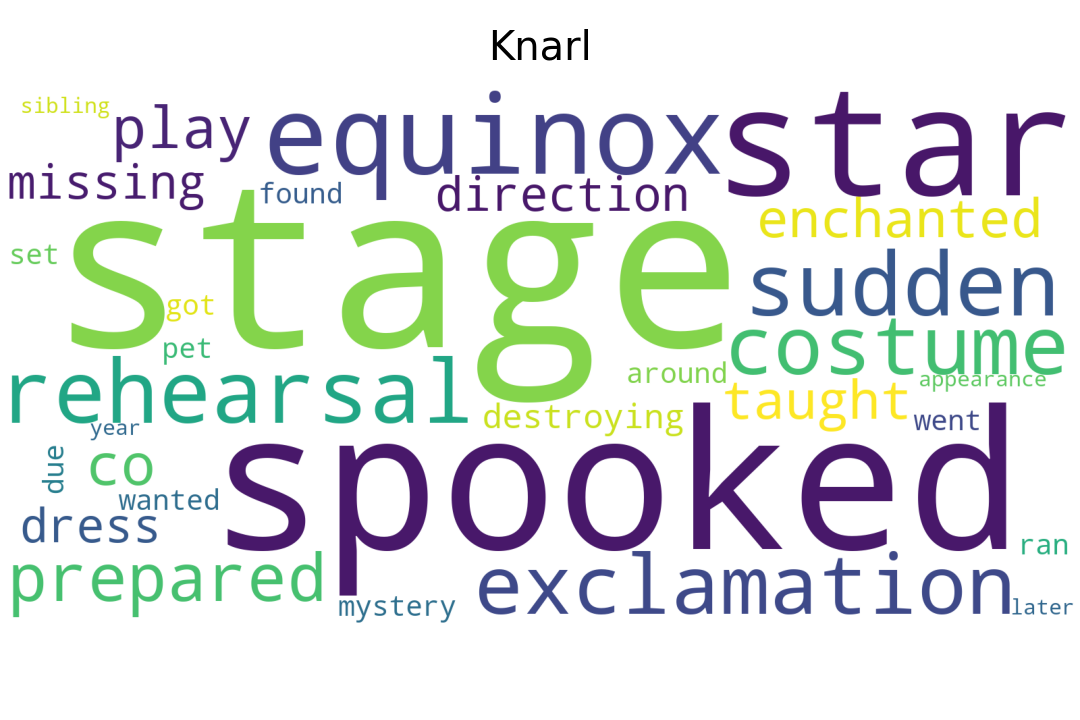 Knarl
sibling
play
equinox
star
missing
found
direction
enchanted
set
stage
sudden
got
pet
costume
rehearsal
around
appearance
destroying
taught
went
year
due
co
wanted
spooked
dress
ran
prepared
mystery
exclamation
later